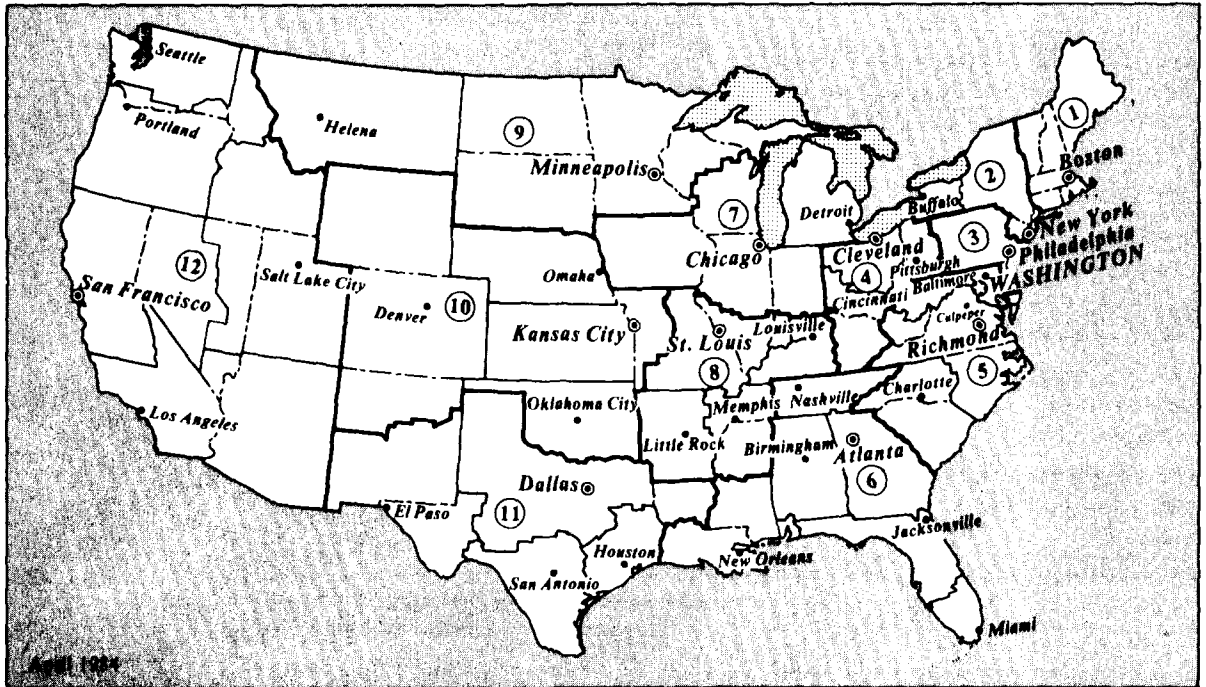 Seattle
Portland
Helena
9
Minneapolis
1
Boston
2
Buffalo
7
Detroit
New York
3
Philadelphia
Cleveland
Chicago
4
Pittsburgh
WASHINGTON
Baltimore
Cincinnati
12
Salt Lake City
San Francisco
Omaha
Denver
10
Kansas City
St. Louis
Louisville
Culpeper
Richmond
8
5
Charlotte
Memphis
Nashville
Oklahoma City
Los Angeles
Little Rock
Birmingham
Atlanta
6
Dallas
El Paso
11
Jacksonville
Houston
New Orleans
San Antonio
Miami
April 1984